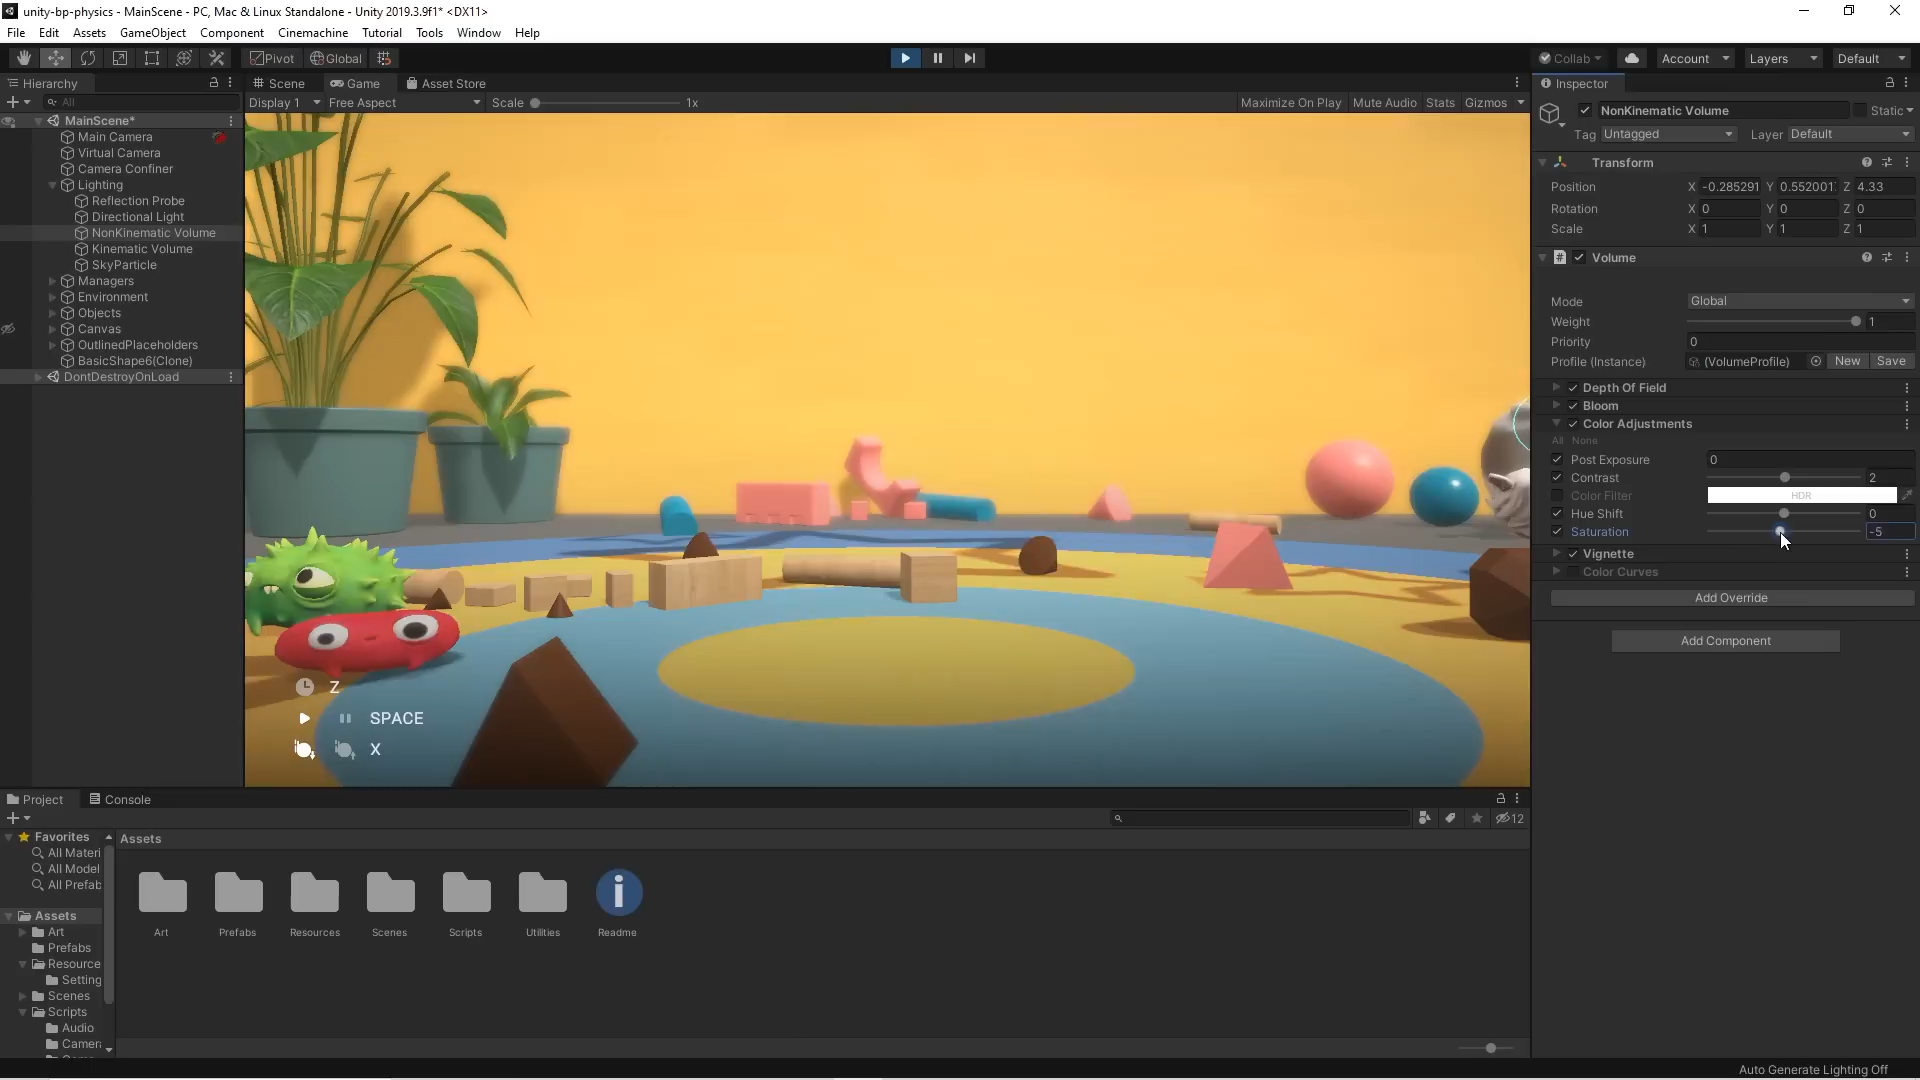 unity-bp-physics - MainScene - PC, Mac & Linux Standalone - Unity 2019.3.9f1* <DX11>
File Edit Assets GameObject Component Cinemachine Tutorial Tools Window Help
Pivot Global Collab Account Layers Default
Hierarchy
All
MainScene*
Main Camera
Virtual Camera
Camera Confiner
Lighting
Reflection Probe
Directional Light
NonKinematic Volume
Kinematic Volume
SkyParticle
Managers
Environment
Objects
Canvas
OutlinedPlaceholders
BasicShape6(Clone)
DontDestroyOnLoad
Scene Game Asset Store
Display 1 Free Aspect Scale 1x Maximize On Play Mute Audio Stats Gizmos
Z
SPACE
X
Inspector
NonKinematic Volume Static
Tag Untagged Layer Default
Transform
Position X -0.285291 Y 0.552001 Z 4.33
Rotation X 0 Y 0 Z 0
Scale X 1 Y 1 Z 1
# Volume
Mode Global
Weight 1
Priority 0
Profile (Instance) (VolumeProfile) New Save
Depth Of Field
Bloom
Color Adjustments
All None
Post Exposure 0
Contrast 2
Color Filter HDR
Hue Shift 0
Saturation -5
Vignette
Color Curves
Add Override
Add Component
Project Console
12
Favorites
All Materi
All Model
All Prefab
Assets
Art
Prefabs
Resource
Setting
Scenes
Scripts
Audio
Camera
Assets
Art Prefabs Resources Scenes Scripts Utilities Readme
Auto Generate Lighting Off